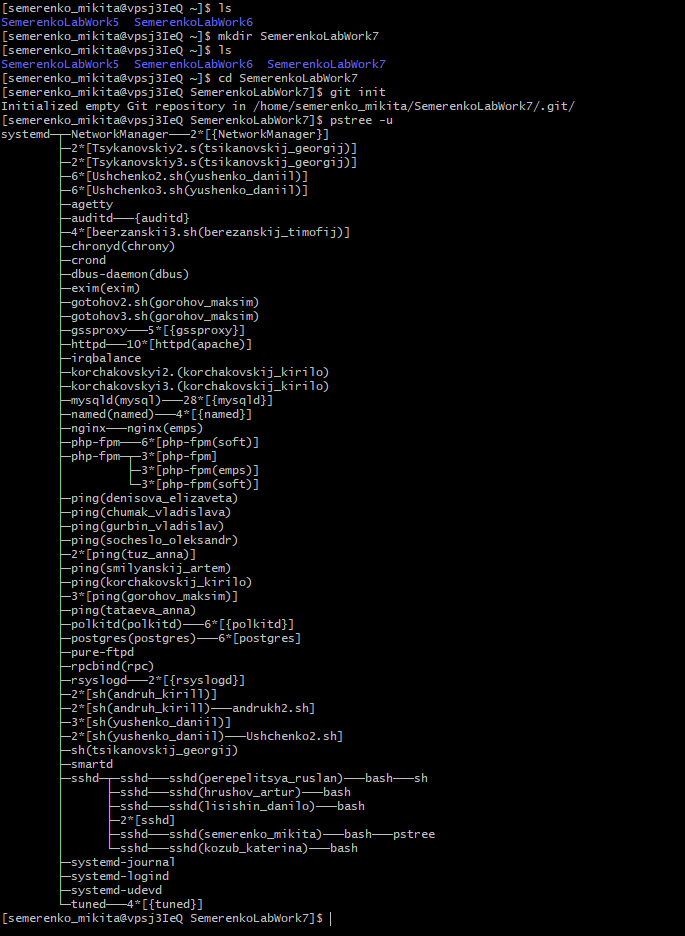 [semerenko_mikita@vpsj3IeQ ~]$ ls
SemerenkoLabWork5  SemerenkoLabWork6
[semerenko_mikita@vpsj3IeQ ~]$ mkdir SemerenkoLabWork7
[semerenko_mikita@vpsj3IeQ ~]$ ls
SemerenkoLabWork5  SemerenkoLabWork6  SemerenkoLabWork7
[semerenko_mikita@vpsj3IeQ ~]$ cd SemerenkoLabWork7
[semerenko_mikita@vpsj3IeQ SemerenkoLabWork7]$ git init
Initialized empty Git repository in /home/semerenko_mikita/SemerenkoLabWork7/.git/
[semerenko_mikita@vpsj3IeQ SemerenkoLabWork7]$ pstree -u
systemd─┬─NetworkManager───2*[{NetworkManager}]
        ├─2*[Tsykanovskiy2.s(tsikanovskij_georgij)]
        ├─2*[Tsykanovskiy3.s(tsikanovskij_georgij)]
        ├─6*[Ushchenko2.sh(yushenko_daniil)]
        ├─6*[Ushchenko3.sh(yushenko_daniil)]
        ├─agetty
        ├─auditd───{auditd}
        ├─4*[beerzanskii3.sh(berezanskij_timofij)]
        ├─chronyd(chrony)
        ├─crond
        ├─dbus-daemon(dbus)
        ├─exim(exim)
        ├─gotohov2.sh(gorohov_maksim)
        ├─gotohov3.sh(gorohov_maksim)
        ├─gssproxy───5*[{gssproxy}]
        ├─httpd───10*[httpd(apache)]
        ├─irqbalance
        ├─korchakovskyi2.(korchakovskij_kirilo)
        ├─korchakovskyi3.(korchakovskij_kirilo)
        ├─mysqld(mysql)───28*[{mysqld}]
        ├─named(named)───4*[{named}]
        ├─nginx───nginx(emps)
        ├─php-fpm───6*[php-fpm(soft)]
        ├─php-fpm─┬─3*[php-fpm]
        │         ├─3*[php-fpm(emps)]
        │         └─3*[php-fpm(soft)]
        ├─ping(denisova_elizaveta)
        ├─ping(chumak_vladislava)
        ├─ping(gurbin_vladislav)
        ├─ping(socheslo_oleksandr)
        ├─2*[ping(tuz_anna)]
        ├─ping(smilyanskij_artem)
        ├─ping(korchakovskij_kirilo)
        ├─3*[ping(gorohov_maksim)]
        ├─ping(tataeva_anna)
        ├─polkitd(polkitd)───6*[{polkitd}]
        ├─postgres(postgres)───6*[postgres]
        ├─pure-ftpd
        ├─rpcbind(rpc)
        ├─rsyslogd───2*[{rsyslogd}]
        ├─2*[sh(andruh_kirill)]
        ├─2*[sh(andruh_kirill)───andrukh2.sh]
        ├─3*[sh(yushenko_daniil)]
        ├─2*[sh(yushenko_daniil)───Ushchenko2.sh]
        ├─sh(tsikanovskij_georgij)
        ├─smartd
        ├─sshd─┬─sshd───sshd(perepelitsya_ruslan)───bash───sh
        │      ├─sshd───sshd(hrushov_artur)───bash
        │      ├─sshd───sshd(lisishin_danilo)───bash
        │      ├─2*[sshd]
        │      ├─sshd───sshd(semerenko_mikita)───bash───pstree
        │      └─sshd───sshd(kozub_katerina)───bash
        ├─systemd-journal
        ├─systemd-logind
        ├─systemd-udevd
        └─tuned───4*[{tuned}]
[semerenko_mikita@vpsj3IeQ SemerenkoLabWork7]$